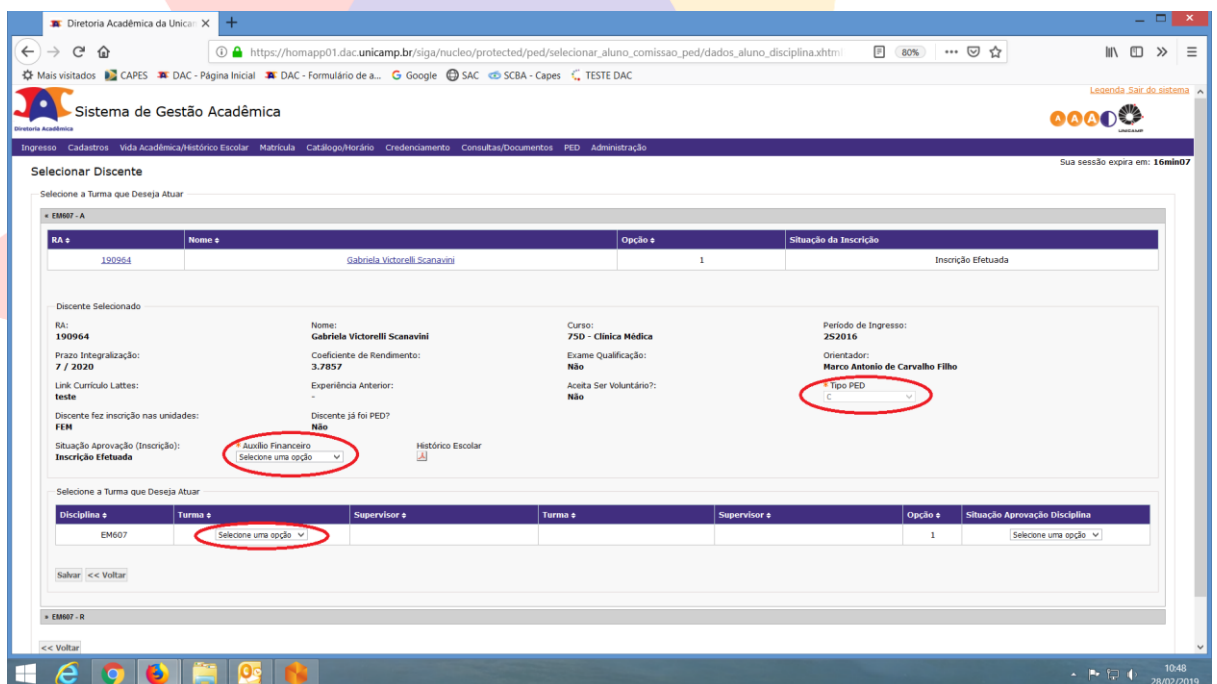 Diretoria Acadêmica da Unican
https://homapp01.dac.unicamp.br/siga/nucleo/protected/ped/selecionar_aluno_comissao_ped/dados_aluno_disciplina.xhtml 80%
Mais visitados CAPES DAC - Página Inicial DAC - Formulário de a... Google SAC SCBA - Capes TESTE DAC
Legenda Sair do sistema
Sistema de Gestão Acadêmica A A A
Diretoria Acadêmica UNICAMP
Ingresso Cadastros Vida Acadêmica/Histórico Escolar Matrícula Catálogo/Horário Credenciamento Consultas/Documentos PED Administração
Sua sessão expira em: 16min07
Selecionar Discente
Selecione a Turma que Deseja Atuar
EM607 - A
RA Nome Opção Situação da Inscrição
190964 Gabriela Victorelli Scanavini 1 Inscrição Efetuada
Discente Selecionado
RA: Nome: Curso: Período de Ingresso:
190964 Gabriela Victorelli Scanavini 75D - Clínica Médica 2S2016
Prazo Integralização: Coeficiente de Rendimento: Exame Qualificação: Orientador:
7 / 2020 3.7857 Não Marco Antonio de Carvalho Filho
Link Currículo Lattes: Experiência Anterior: Aceita Ser Voluntário?: * Tipo PED
teste - Não C
Discente fez inscrição nas unidades: Discente já foi PED?
FEM Não
Situação Aprovação (Inscrição): * Auxílio Financeiro Histórico Escolar
Inscrição Efetuada Selecione uma opção
Selecione a Turma que Deseja Atuar
Disciplina Turma Supervisor Turma Supervisor Opção Situação Aprovação Disciplina
EM607 Selecione uma opção 1 Selecione uma opção
Salvar << Voltar
EM607 - R
<< Voltar
10:48
28/02/2019